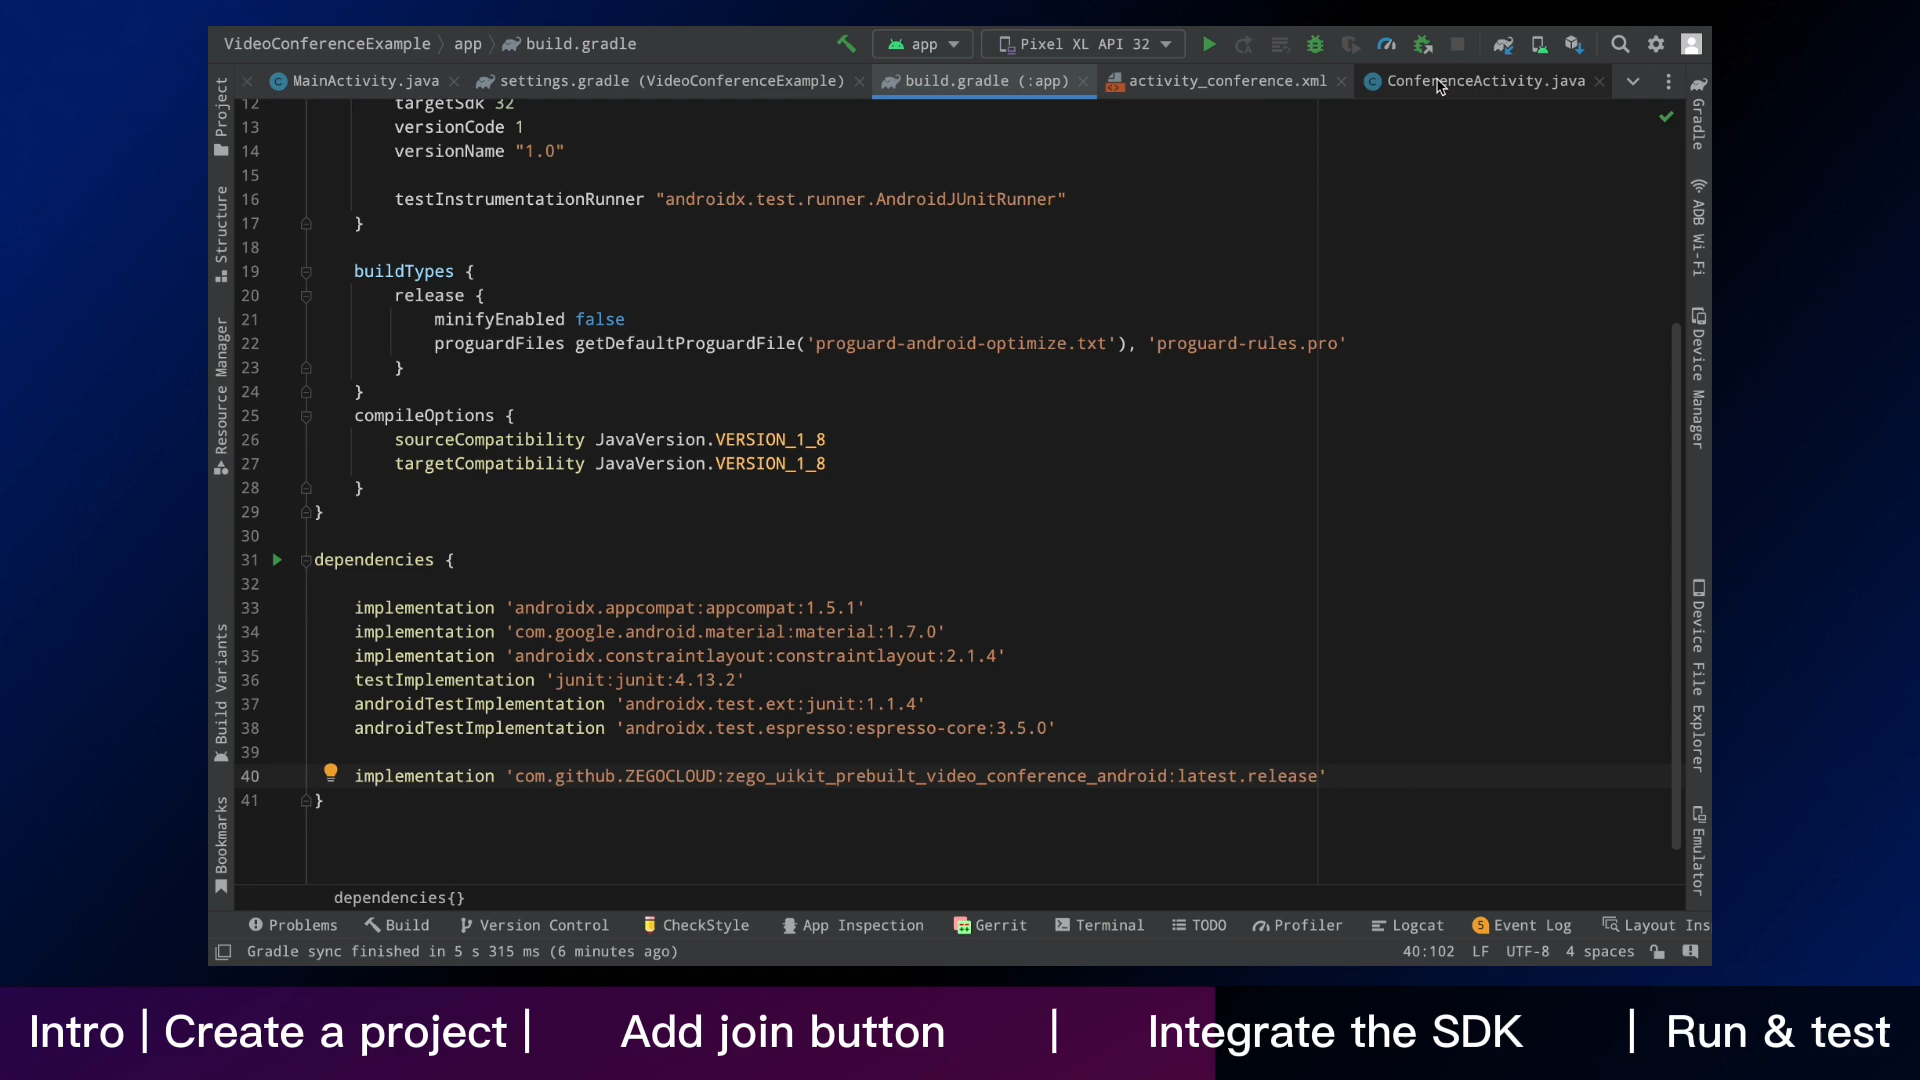 VideoConferenceExample 〉 app 〉 build.gradle
app
Pixel XL API 32
MainActivity.java
settings.gradle (VideoConferenceExample)
build.gradle (:app)
activity_conference.xml
ConferenceActivity.java
12 targetSdk 32
13 versionCode 1
14 versionName "1.0"
15
16 testInstrumentationRunner "androidx.test.runner.AndroidJUnitRunner"
17 }
18
19 buildTypes {
20 release {
21 minifyEnabled false
22 proguardFiles getDefaultProguardFile('proguard-android-optimize.txt'), 'proguard-rules.pro'
23 }
24 }
25 compileOptions {
26 sourceCompatibility JavaVersion.VERSION_1_8
27 targetCompatibility JavaVersion.VERSION_1_8
28 }
29 }
30
31 dependencies {
32
33 implementation 'androidx.appcompat:appcompat:1.5.1'
34 implementation 'com.google.android.material:material:1.7.0'
35 implementation 'androidx.constraintlayout:constraintlayout:2.1.4'
36 testImplementation 'junit:junit:4.13.2'
37 androidTestImplementation 'androidx.test.ext:junit:1.1.4'
38 androidTestImplementation 'androidx.test.espresso:espresso-core:3.5.0'
39
40 implementation 'com.github.ZEGOCLOUD:zego_uikit_prebuilt_video_conference_android:latest.release'
41 }
Project
Structure
Resource Manager
Build Variants
Bookmarks
Gradle
ADB Wi-Fi
Device Manager
Device File Explorer
Emulator
dependencies{}
Problems
Build
Version Control
CheckStyle
App Inspection
Gerrit
Terminal
TODO
Profiler
Logcat
5 Event Log
Layout Ins
Gradle sync finished in 5 s 315 ms (6 minutes ago)
40:102 LF UTF-8 4 spaces
Intro | Create a project | Add join button | Integrate the SDK | Run & test